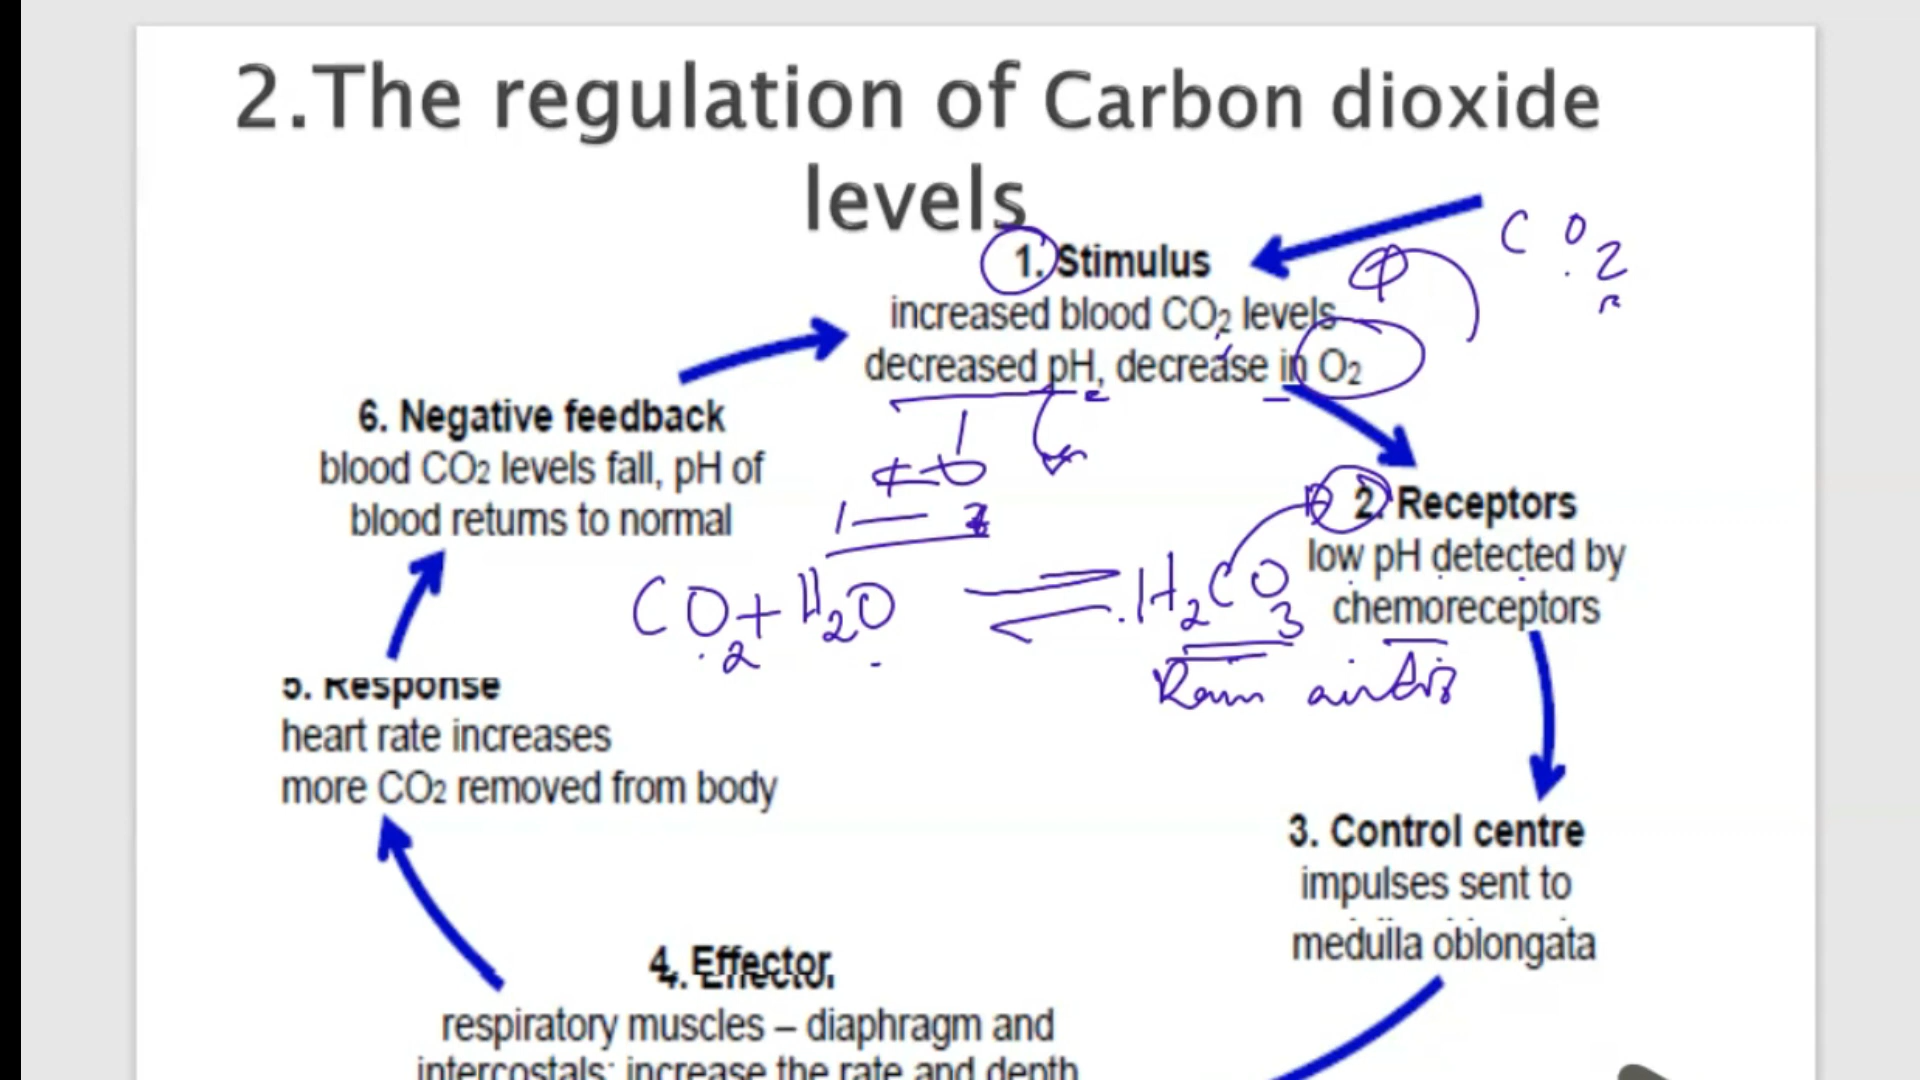 2.The regulation of Carbon dioxide
levels
1. Stimulus
increased blood CO2 levels
decreased pH, decrease in O2
CO2
2. Receptors
low pH detected by
chemoreceptors
3. Control centre
impulses sent to
medulla oblongata
4. Effector
respiratory muscles – diaphragm and
intercostals: increase the rate and depth
5. Response
heart rate increases
more CO2 removed from body
6. Negative feedback
blood CO2 levels fall, pH of
blood returns to normal
CO2 + H2O ⇌ H2CO3